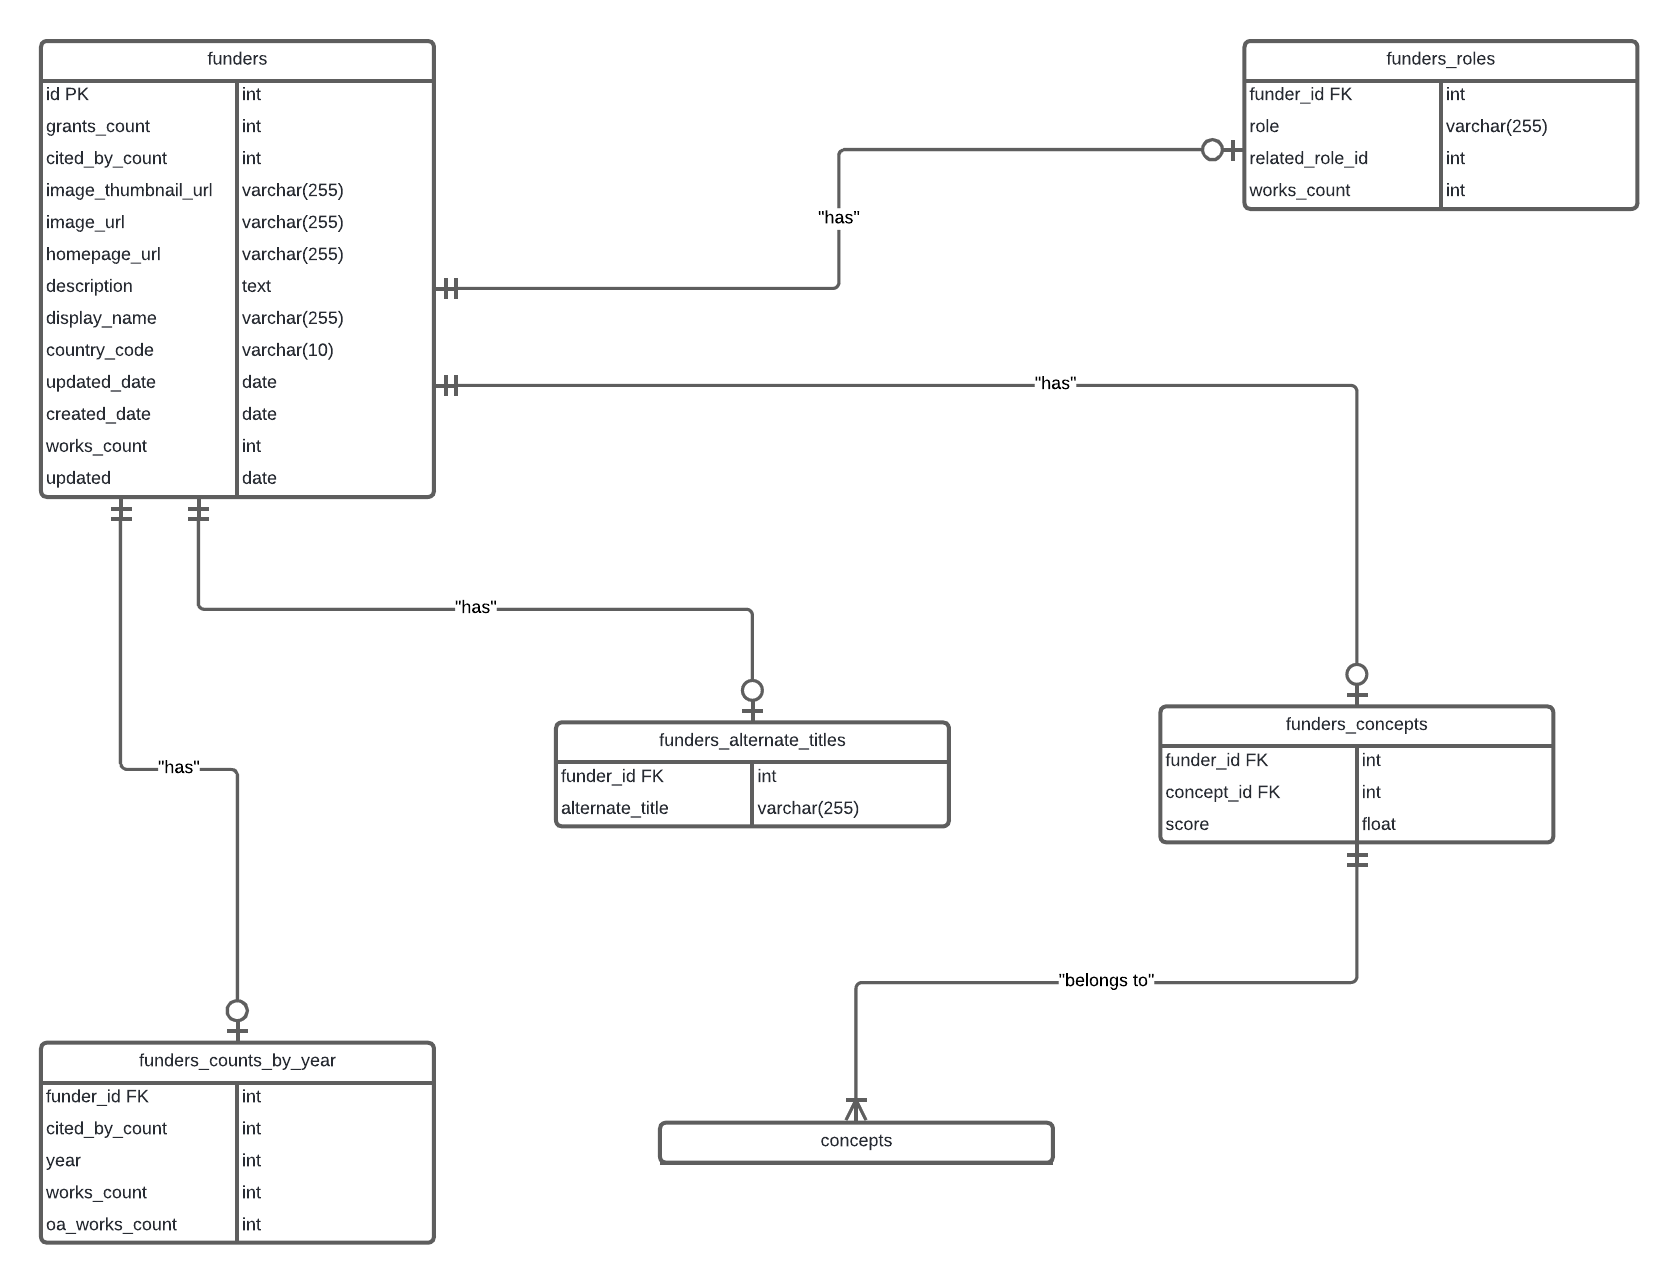 funders
id PK int
grants_count int
cited_by_count int
image_thumbnail_url varchar(255)
image_url varchar(255)
homepage_url varchar(255)
description text
display_name varchar(255)
country_code varchar(10)
updated_date date
created_date date
works_count int
updated date
funders_roles
funder_id FK int
role varchar(255)
related_role_id int
works_count int
"has"
"has"
"has"
"has"
funders_alternate_titles
funder_id FK int
alternate_title varchar(255)
funders_concepts
funder_id FK int
concept_id FK int
score float
"belongs to"
funders_counts_by_year
funder_id FK int
cited_by_count int
year int
works_count int
oa_works_count int
concepts